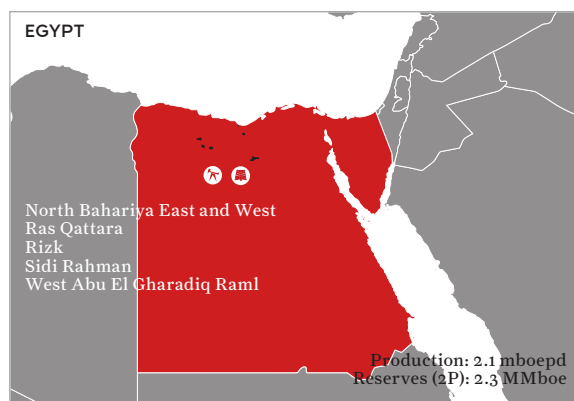 EGYPT
North Bahariya East and West
Ras Qattara
Rizk
Sidi Rahman
West Abu El Gharadiq Raml
Production: 2.1 mboepd
Reserves (2P): 2.3 MMboe